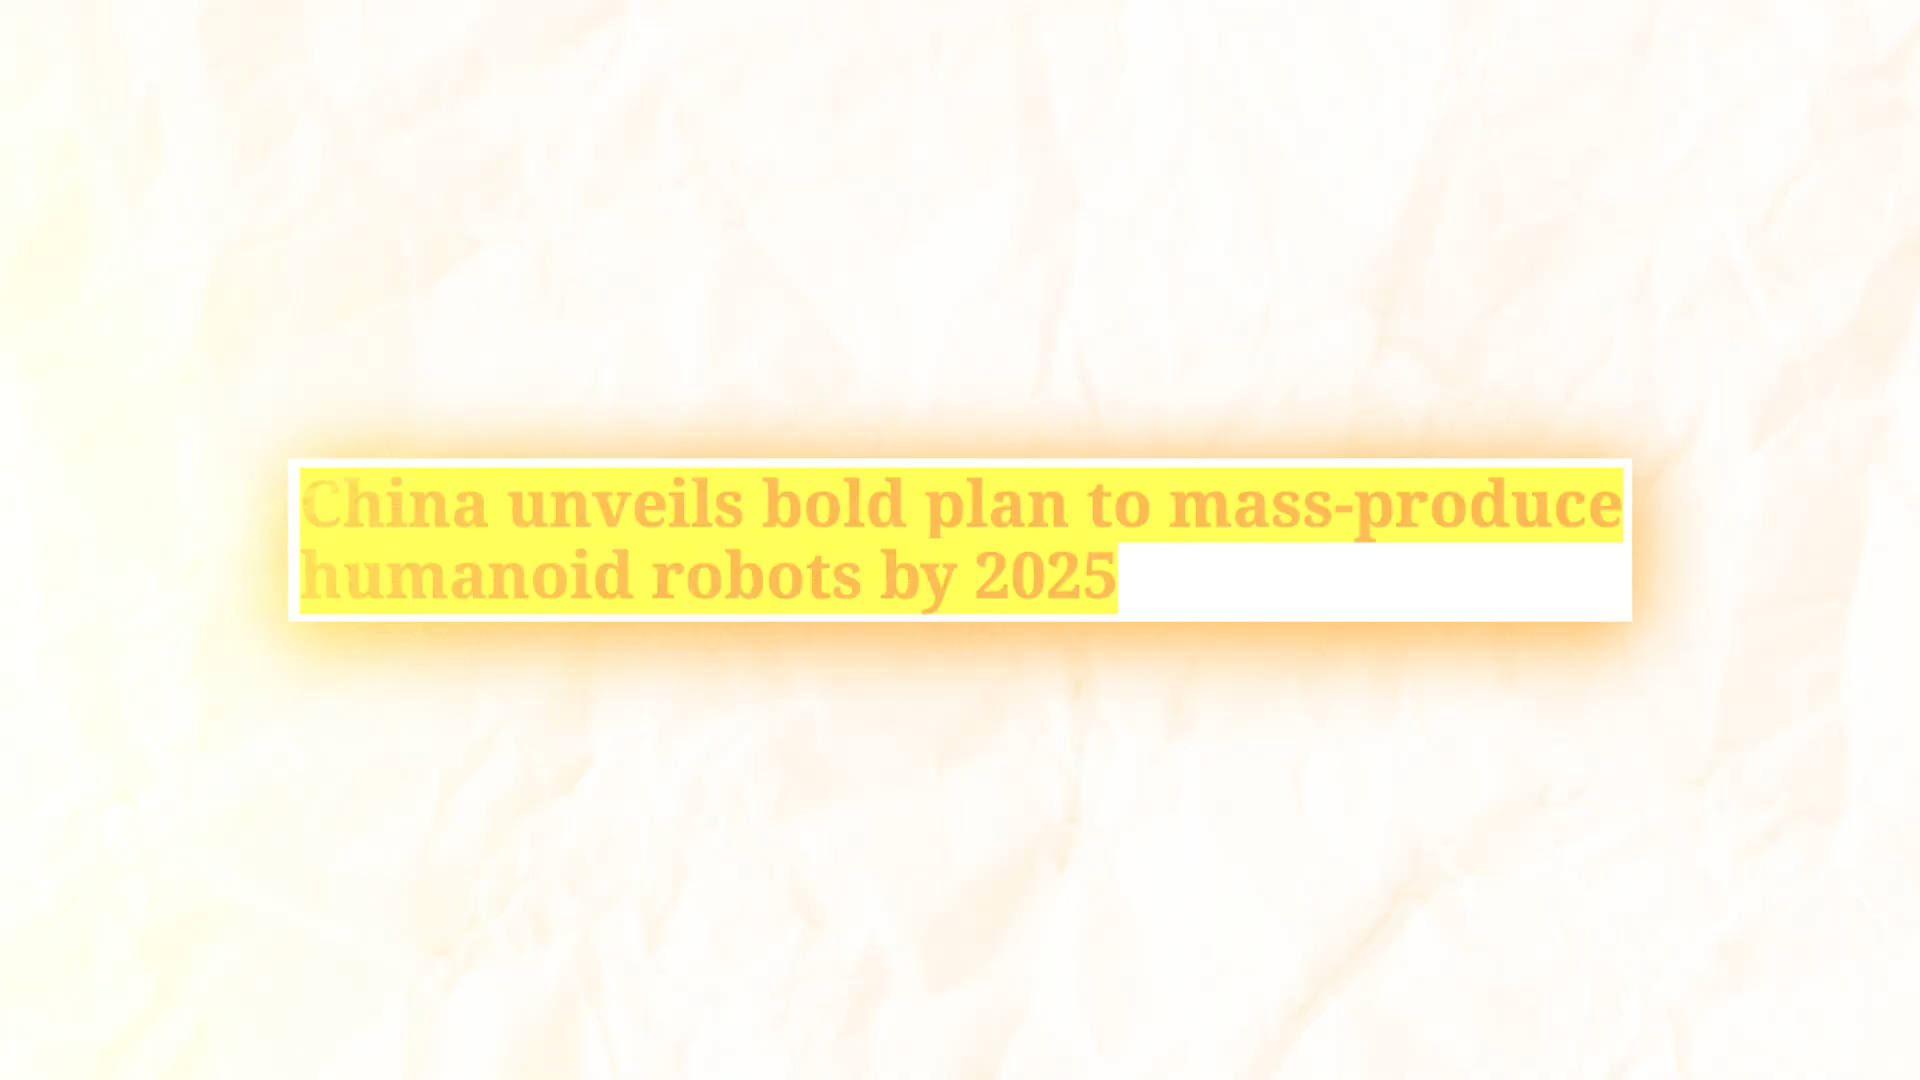 China unveils bold plan to mass-produce
humanoid robots by 2025